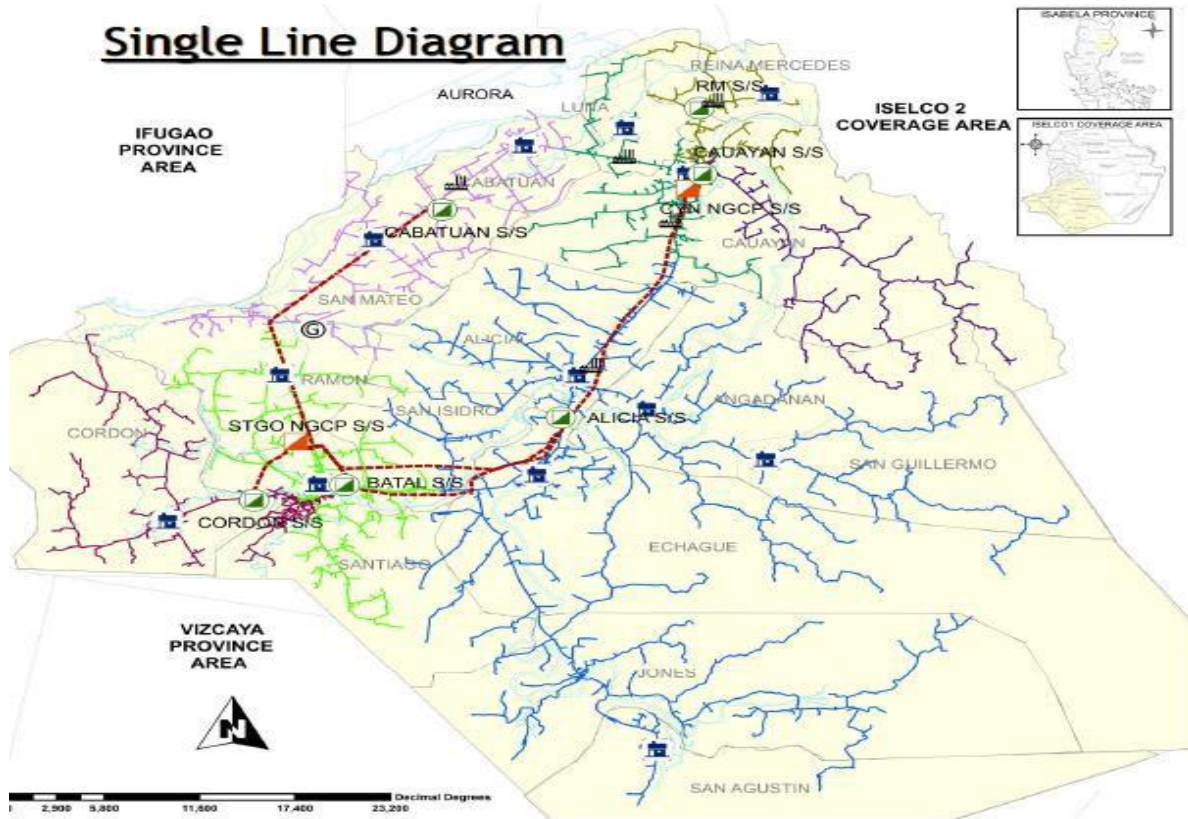 Single Line Diagram
ISABELA PROVINCE
ISELCO1 COVERAGE AREA
REINA MERCEDES
RM S/S
AURORA
LUNA
ISELCO 2
COVERAGE AREA
IFUGAO
PROVINCE
AREA
CAUAYAN S/S
CABATUAN
CYN NGCP S/S
CABATUAN S/S
CAUAYAN
SAN MATEO
G
ALICIA
RAMON
SAN ISIDRO
ANGADANAN
ALICIA S/S
STGO NGCP S/S
CORDON
SAN GUILLERMO
BATAL S/S
CORDON S/S
ECHAGUE
SANTIAGO
VIZCAYA
PROVINCE
AREA
JONES
N
SAN AGUSTIN
Decimal Degrees
2,900 5,800 11,600 17,400 23,200